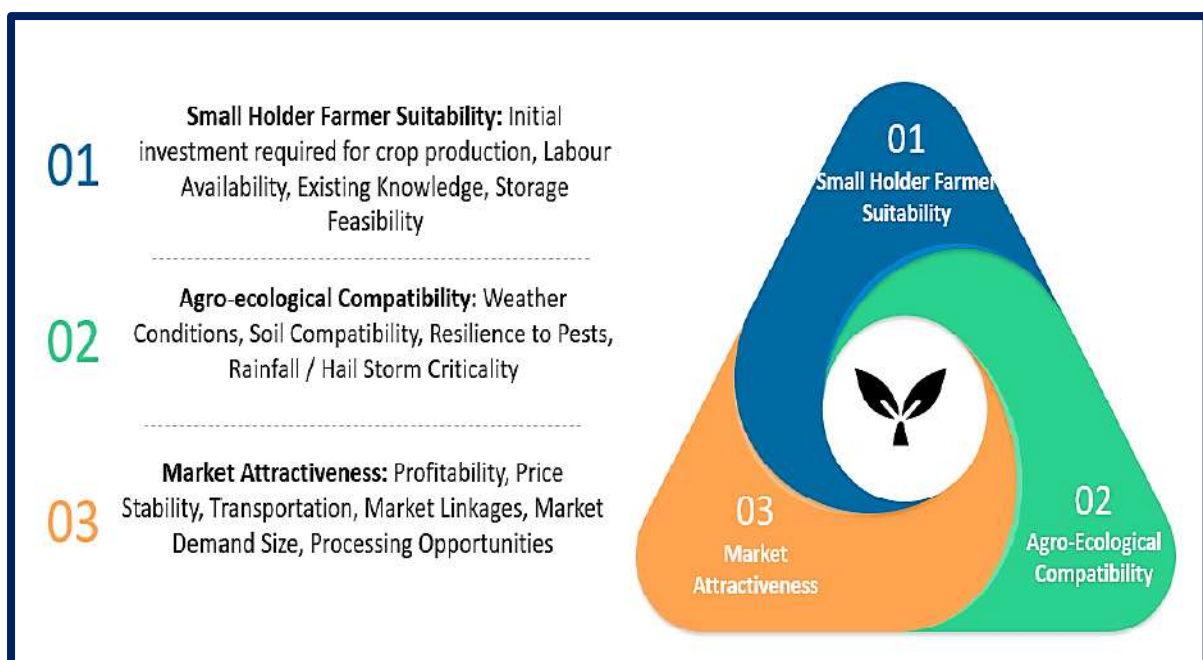 01
Small Holder Farmer Suitability: Initial
investment required for crop production, Labour
Availability, Existing Knowledge, Storage
Feasibility
02
Agro-ecological Compatibility: Weather
Conditions, Soil Compatibility, Resilience to Pests,
Rainfall / Hail Storm Criticality
03
Market Attractiveness: Profitability, Price
Stability, Transportation, Market Linkages, Market
Demand Size, Processing Opportunities
01
Small Holder Farmer
Suitability
02
Agro-Ecological
Compatibility
03
Market
Attractiveness